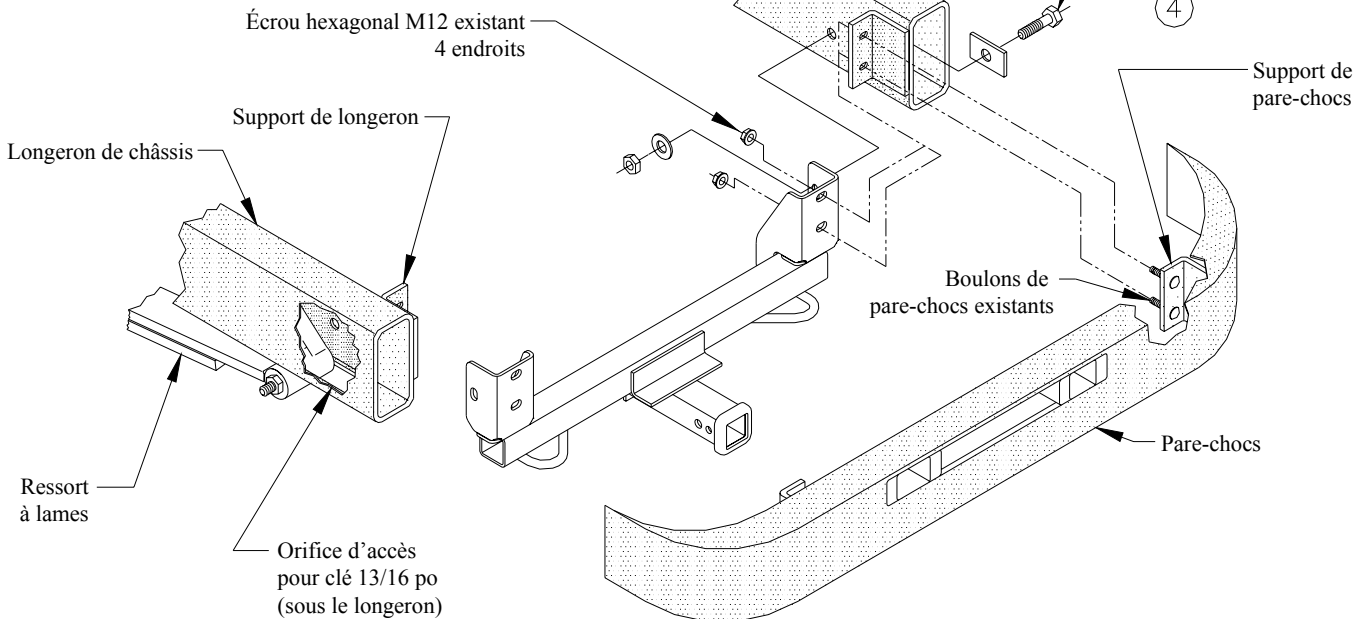 Écrou hexagonal M12 existant
4 endroits
4
Support de
pare-chocs
Support de longeron
Longeron de châssis
Boulons de
pare-chocs existants
Pare-chocs
Ressort
à lames
Orifice d’accès
pour clé 13/16 po
(sous le longeron)